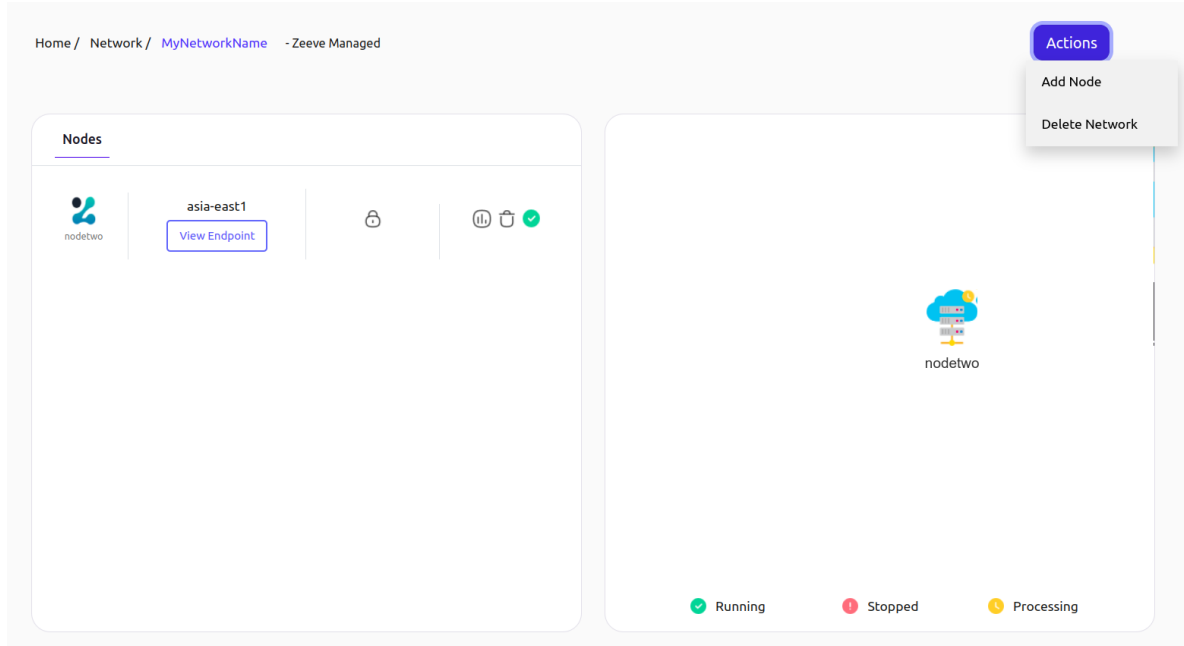 Home / Network / MyNetworkName - Zeeve Managed
Actions
Add Node
Delete Network
Nodes
nodetwo
asia-east1
View Endpoint
nodetwo
Running
Stopped
Processing